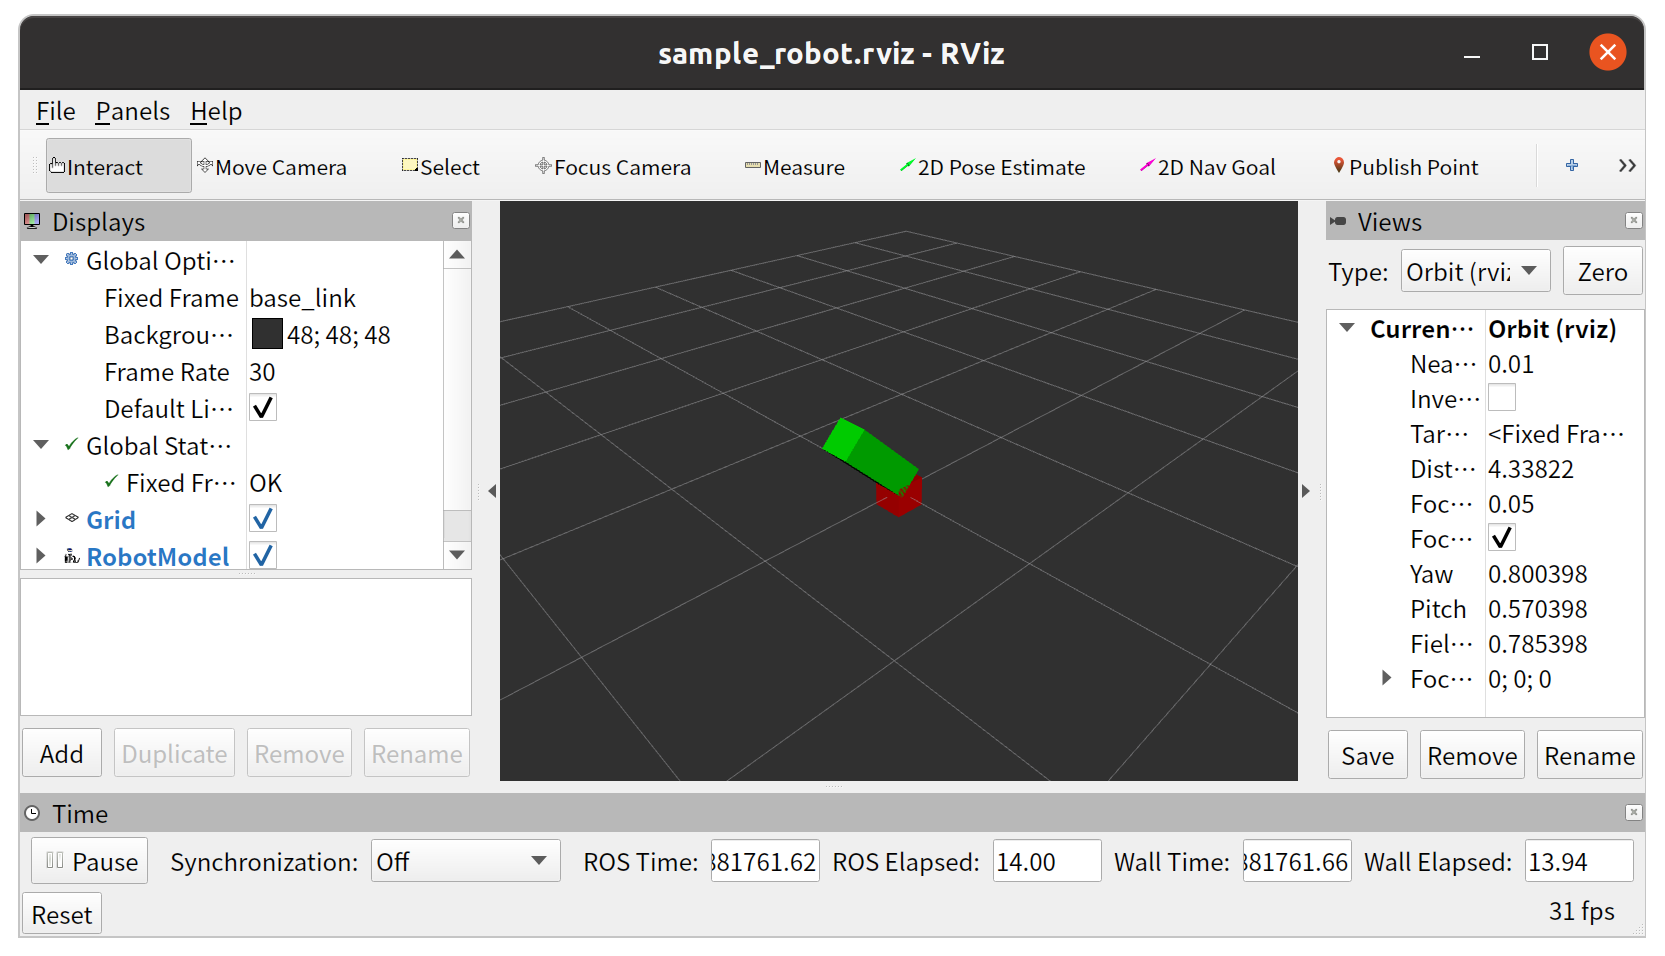 sample_robot.rviz - RViz
File Panels Help
Interact Move Camera Select Focus Camera Measure 2D Pose Estimate 2D Nav Goal Publish Point
Displays
Global Opti···
Fixed Frame base_link
Backgrou··· 48; 48; 48
Frame Rate 30
Default Li···
Global Stat···
Fixed Fr··· OK
Grid
RobotModel
Add Duplicate Remove Rename
Views
Type: Orbit (rviz Zero
Curren··· Orbit (rviz)
Nea··· 0.01
Inve···
Tar··· <Fixed Fra···
Dist··· 4.33822
Foc··· 0.05
Foc···
Yaw 0.800398
Pitch 0.570398
Fiel··· 0.785398
Foc··· 0; 0; 0
Save Remove Rename
Time
Pause Synchronization: Off ROS Time: 381761.62 ROS Elapsed: 14.00 Wall Time: 381761.66 Wall Elapsed: 13.94
Reset 31 fps